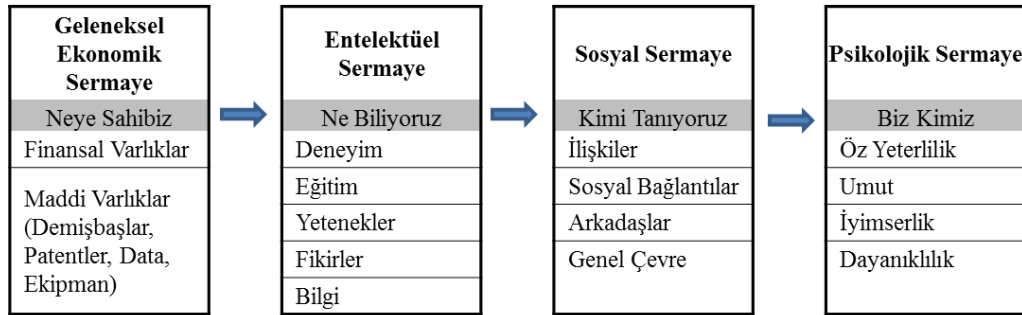 Geleneksel
Ekonomik
Sermaye
Neye Sahibiz
Finansal Varlıklar
Maddi Varlıklar
(Demişbaşlar,
Patentler, Data,
Ekipman)
Entelektüel
Sermaye
Ne Biliyoruz
Deneyim
Eğitim
Yetenekler
Fikirler
Bilgi
Sosyal Sermaye
Kimi Tanıyoruz
İlişkiler
Sosyal Bağlantılar
Arkadaşlar
Genel Çevre
Psikolojik Sermaye
Biz Kimiz
Öz Yeterlilik
Umut
İyimserlik
Dayanıklılık